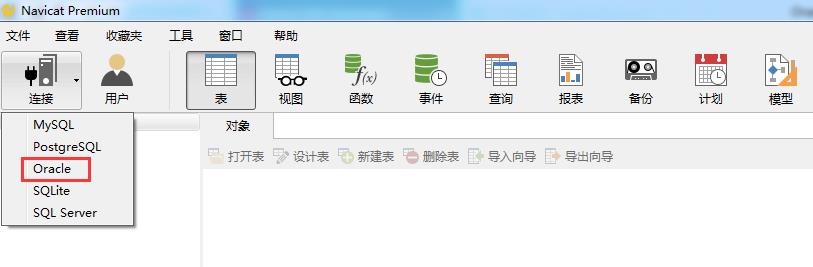 Navicat Premium
文件 查看 收藏夹 工具 窗口 帮助
连接 用户 表 视图 f(x) 函数 事件 查询 报表 备份 计划 模型
MySQL
PostgreSQL
Oracle
SQLite
SQL Server
对象
打开表 设计表 新建表 删除表 导入向导 导出向导